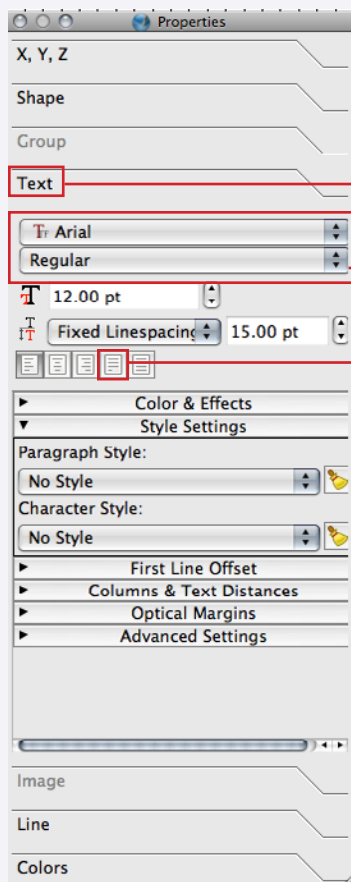 Properties
X, Y, Z
Shape
Group
Text
Arial
Regular
12.00 pt
Fixed Linespacing 15.00 pt
Color & Effects
Style Settings
Paragraph Style:
No Style
Character Style:
No Style
First Line Offset
Columns & Text Distances
Optical Margins
Advanced Settings
Image
Line
Colors